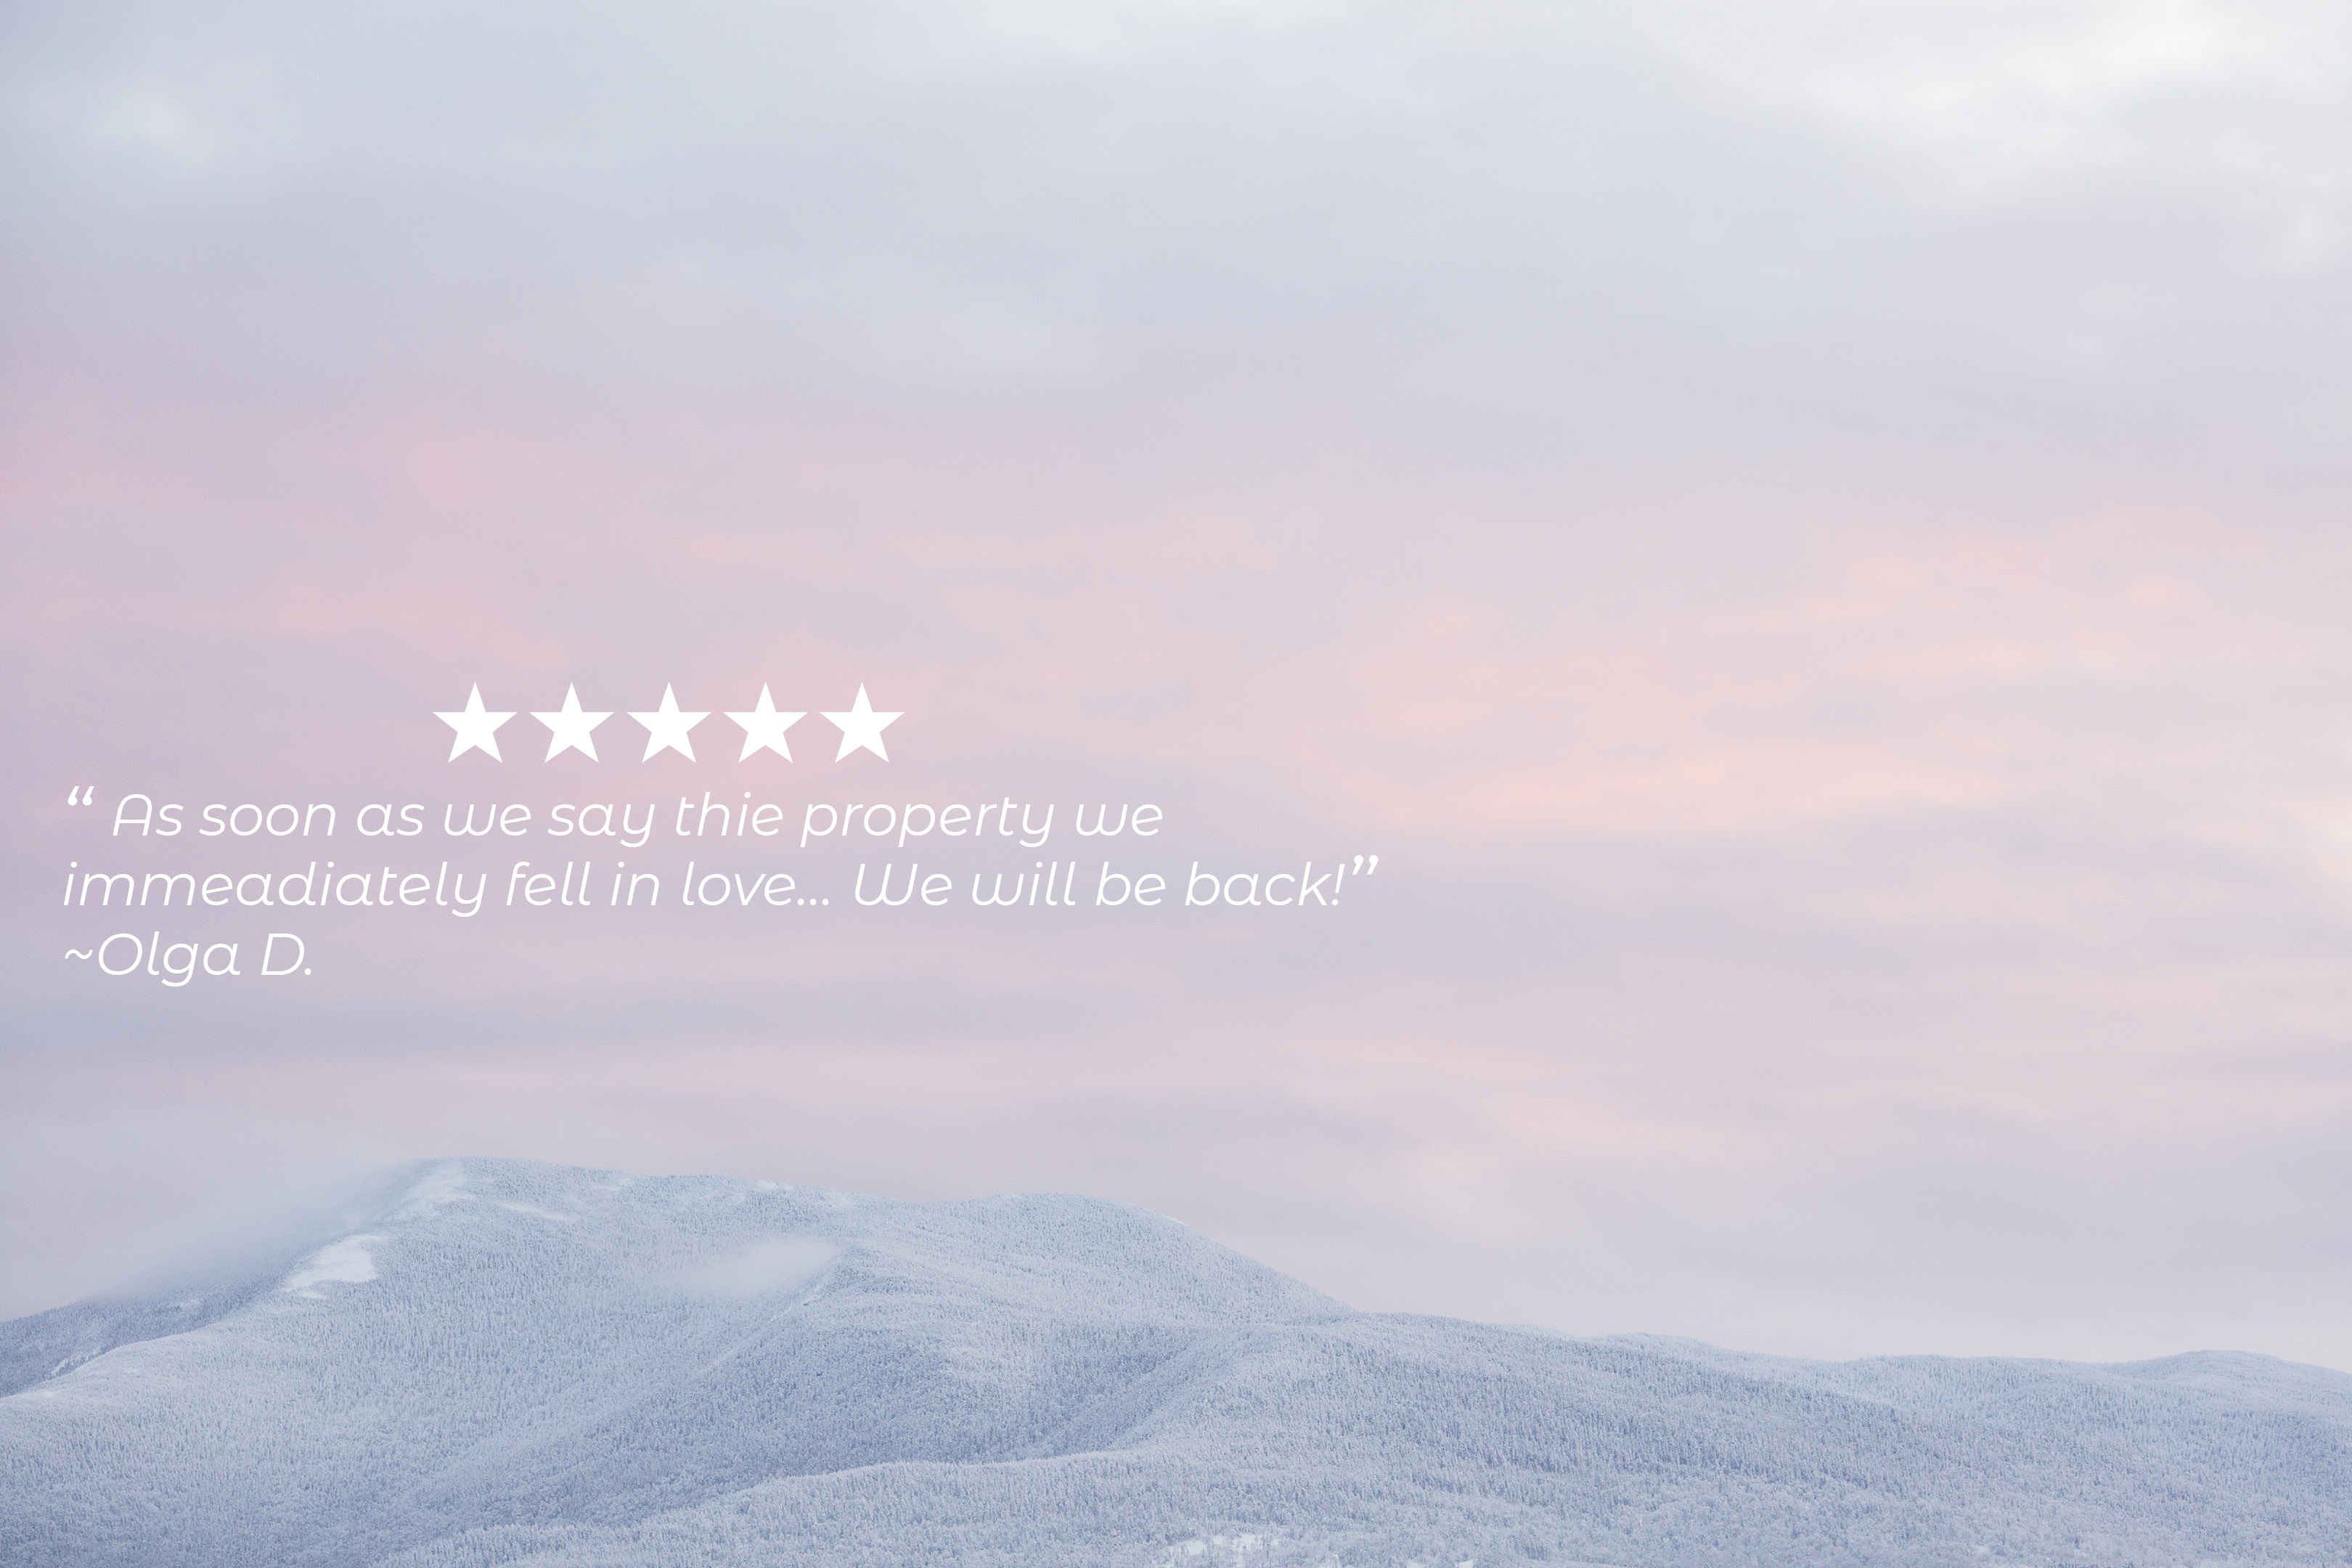 “ As soon as we say thie property we
immeadiately fell in love... We will be back!”
~Olga D.